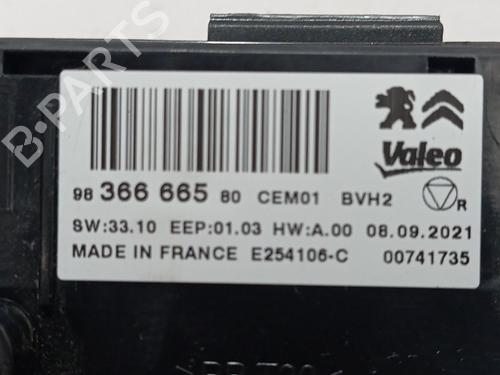 Valeo
98 366 665 80 CEM01 BVH2
R
SW:33.10 EEP:01.03 HW:A.00 08.09.2021
MADE IN FRANCE E254106-C 00741735
B-PARTS